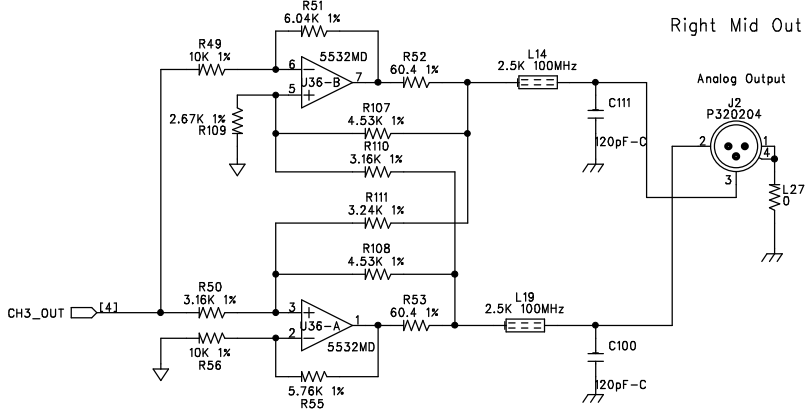 R51
6.04K 1%
Right Mid Out
R49
10K 1%
5532MD
R52
60.4 1%
L14
2.5K 100MHz
6
U36-B
7
5
Analog Output
J2
P320204
2.67K 1%
R109
R107
4.53K 1%
C111
120pF-C
R110
3.16K 1%
2
1
4
3
L27
0
R111
3.24K 1%
R108
4.53K 1%
CH3_OUT
[4]
R50
3.16K 1%
3
U36-A
1
2
5532MD
R53
60.4 1%
L19
2.5K 100MHz
10K 1%
R56
C100
120pF-C
5.76K 1%
R55